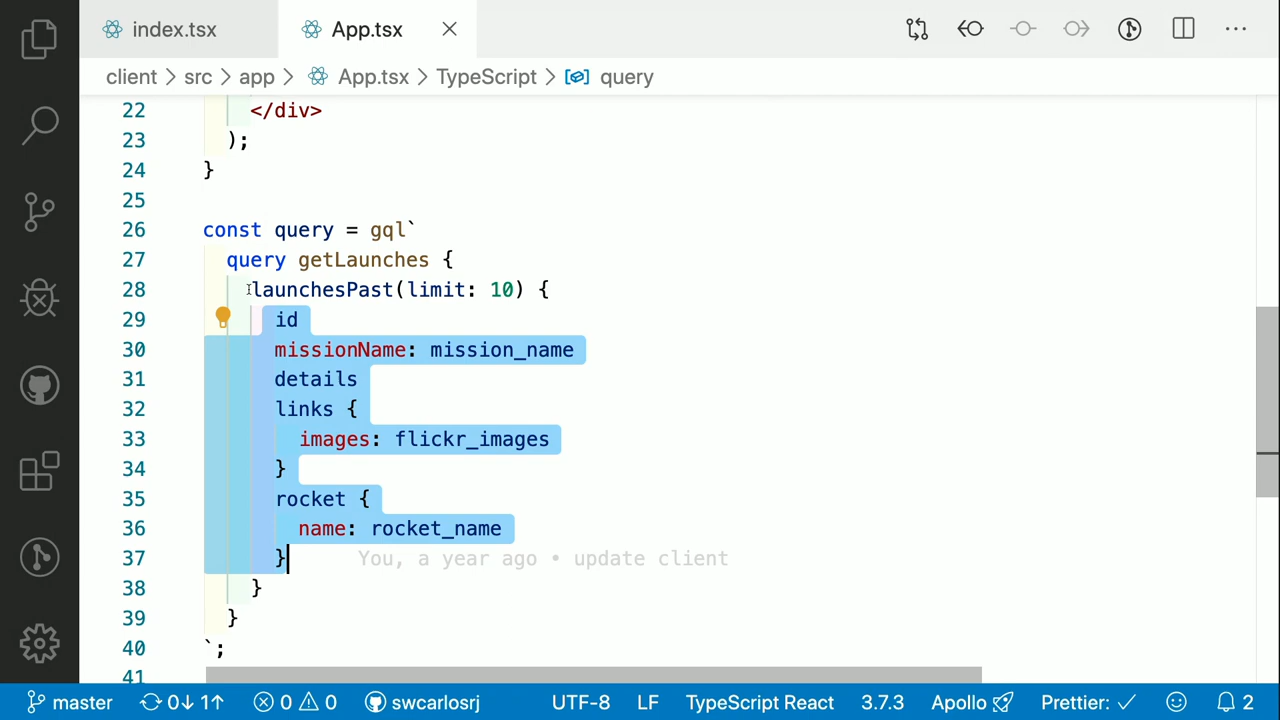 index.tsx App.tsx
client > src > app > App.tsx > TypeScript > query
22 </div>
23 );
24 }
25
26 const query = gql`
27 query getLaunches {
28 launchesPast(limit: 10) {
29 id
30 missionName: mission_name
31 details
32 links {
33 images: flickr_images
34 }
35 rocket {
36 name: rocket_name
37 } You, a year ago • update client
38 }
39 }
40 `;
41
master 0↓ 1↑ 0 0 swcarlosrj UTF-8 LF TypeScript React 3.7.3 Apollo Prettier: ✓ 2